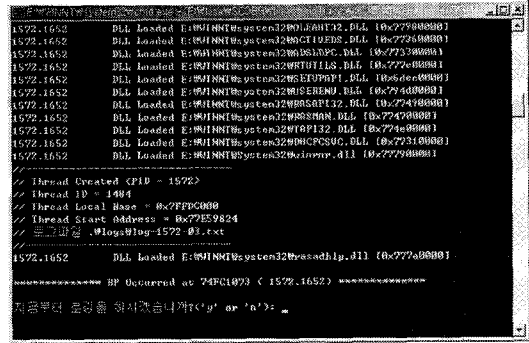 1572.1652 DLL Loaded E:₩WINNT₩system32₩OLEAUT32.DLL [0x77980000]
1572.1652 DLL Loaded E:₩WINNT₩System32₩ACTIVEDS.DLL [0x77360000]
1572.1652 DLL Loaded E:₩WINNT₩System32₩ADSLDPC.DLL [0x77330000]
1572.1652 DLL Loaded E:₩WINNT₩System32₩RTUTILS.DLL [0x777e0000]
1572.1652 DLL Loaded E:₩WINNT₩System32₩SETUPAPI.DLL [0x6dec0000]
1572.1652 DLL Loaded E:₩WINNT₩System32₩USERENV.DLL [0x794d0000]
1572.1652 DLL Loaded E:₩WINNT₩System32₩RASAPI32.DLL [0x77490000]
1572.1652 DLL Loaded E:₩WINNT₩System32₩RASMAN.DLL [0x77470000]
1572.1652 DLL Loaded E:₩WINNT₩System32₩TAPI32.DLL [0x774e0000]
1572.1652 DLL Loaded E:₩WINNT₩System32₩DHCPCSVC.DLL [0x77310000]
1572.1652 DLL Loaded E:₩WINNT₩System32₩winrnr.dll [0x77790000]
//------------------------------------
// Thread Created (PID = 1572)
// Thread ID = 1484
// Thread Local Base = 0x7FFDC000
// Thread Start Address = 0x77E59824
// 로그파일 .₩logs₩log-1572-03.txt
//------------------------------------
1572.1652 DLL Loaded E:₩WINNT₩system32₩rasadhlp.dll [0x777a0000]
************** BP Occurred at 74FC1073 ( 1572.1652) **************
지금부터 로깅을 하시겠습니까?('y' or 'n'): _